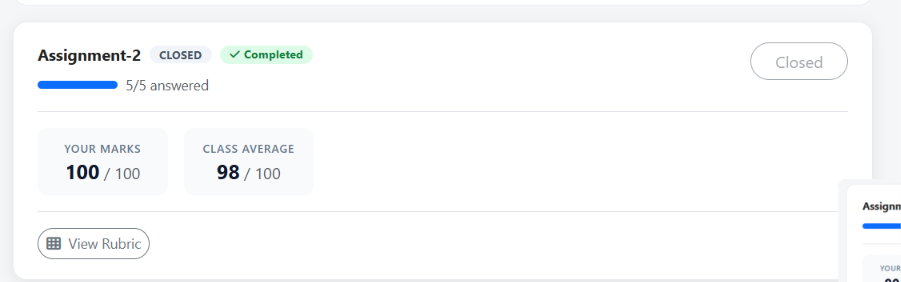 Assignment-2 CLOSED Completed
Closed
5/5 answered
YOUR MARKS
100 / 100
CLASS AVERAGE
98 / 100
View Rubric